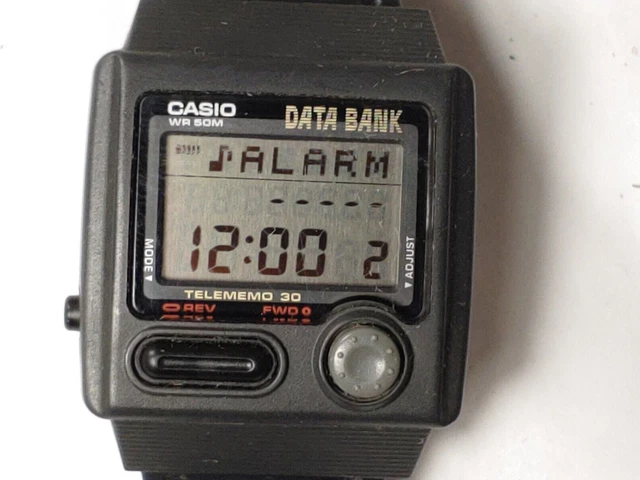 CASIO
WR 50M
DATA BANK
♪ALARM
-----
12:00 2
MODE
ADJUST
TELEMEMO 30
REV
FWD